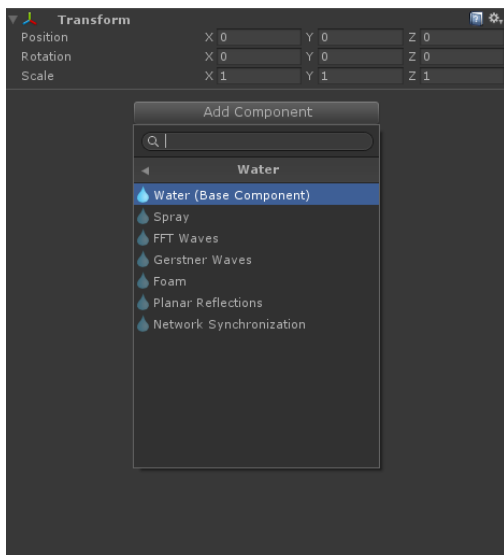 Transform
Position X 0 Y 0 Z 0
Rotation X 0 Y 0 Z 0
Scale X 1 Y 1 Z 1
Add Component
Water
Water (Base Component)
Spray
FFT Waves
Gerstner Waves
Foam
Planar Reflections
Network Synchronization